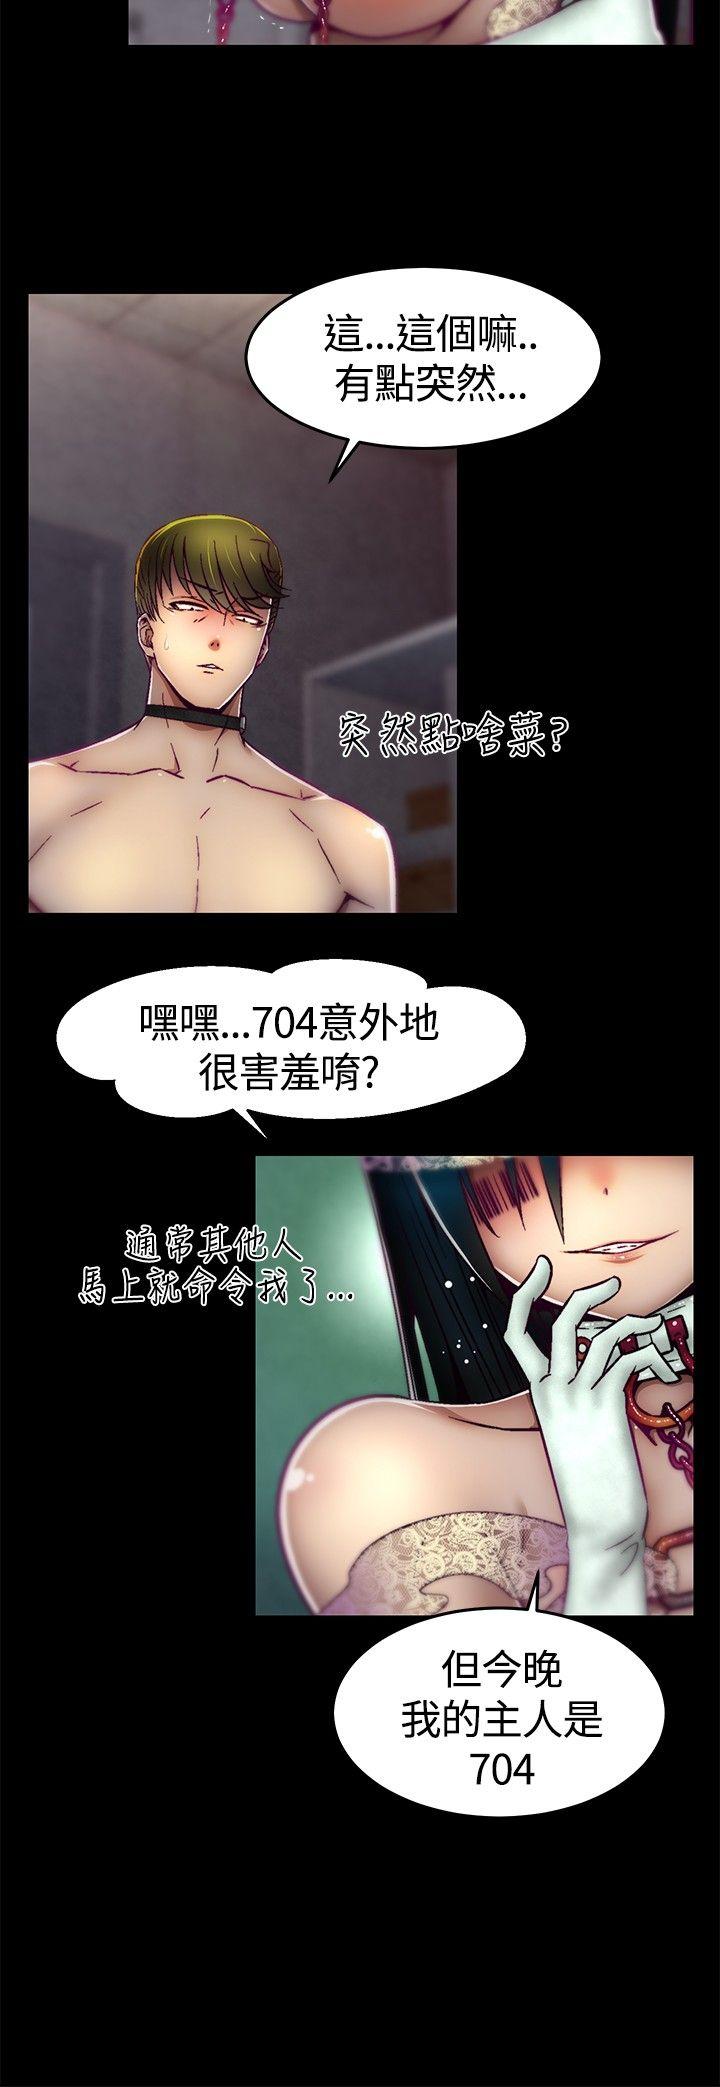 這...這個嘛..
有點突然...
突然點啥菜?
嘿嘿...704意外地
很害羞唷?
通常其他人
馬上就命令我了...
但今晚
我的主人是
704